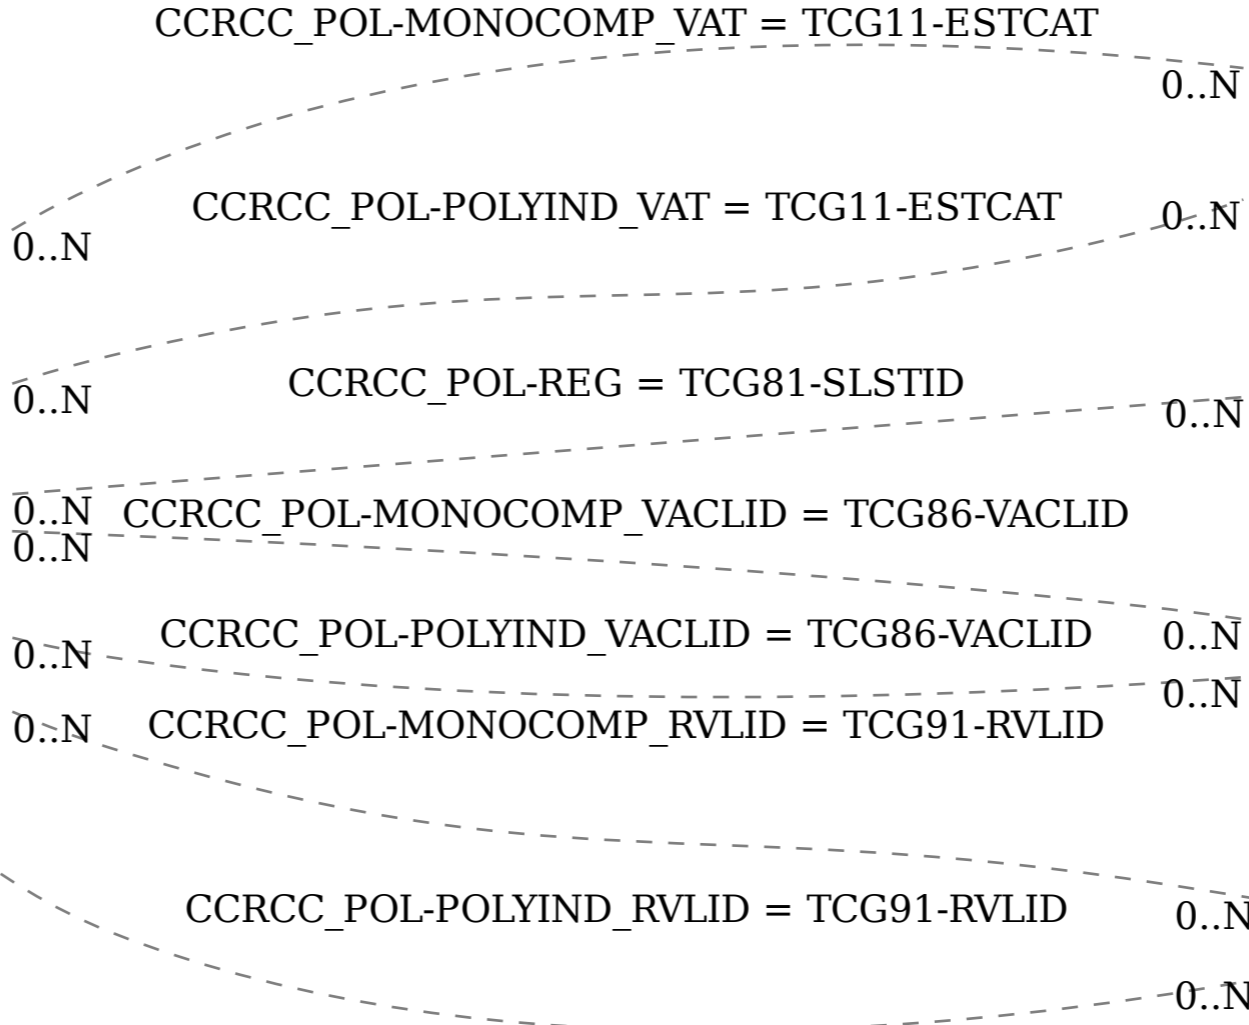 CCRCC_POL-MONOCOMP_VAT = TCG11-ESTCAT
0..N
CCRCC_POL-POLYIND_VAT = TCG11-ESTCAT
0..N
0..N
CCRCC_POL-REG = TCG81-SLSTID
0..N
0..N
0..N
CCRCC_POL-MONOCOMP_VACLID = TCG86-VACLID
0..N
CCRCC_POL-POLYIND_VACLID = TCG86-VACLID
0..N
0..N
0..N
0..N
CCRCC_POL-MONOCOMP_RVLID = TCG91-RVLID
CCRCC_POL-POLYIND_RVLID = TCG91-RVLID
0..N
0..N